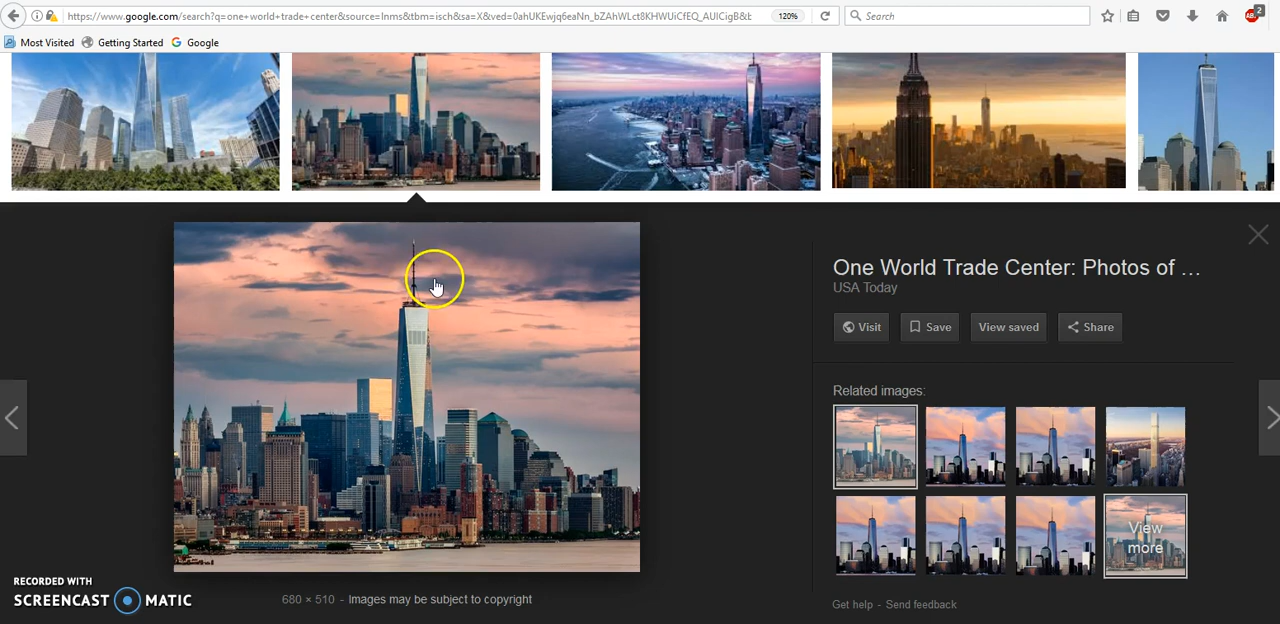 https://www.google.com/search?q=one+world+trade+center&source=lnms&tbm=isch&sa=X&ved=0ahUKEwjq6eaNn_bZAhWLct8KHWUiCfEQ_AUICigB&b
120%
Search
2
Most Visited
Getting Started
Google
One World Trade Center: Photos of …
USA Today
Visit
Save
View saved
Share
Related images:
View
more
RECORDED WITH
SCREENCAST MATIC
680 × 510 - Images may be subject to copyright
Get help - Send feedback